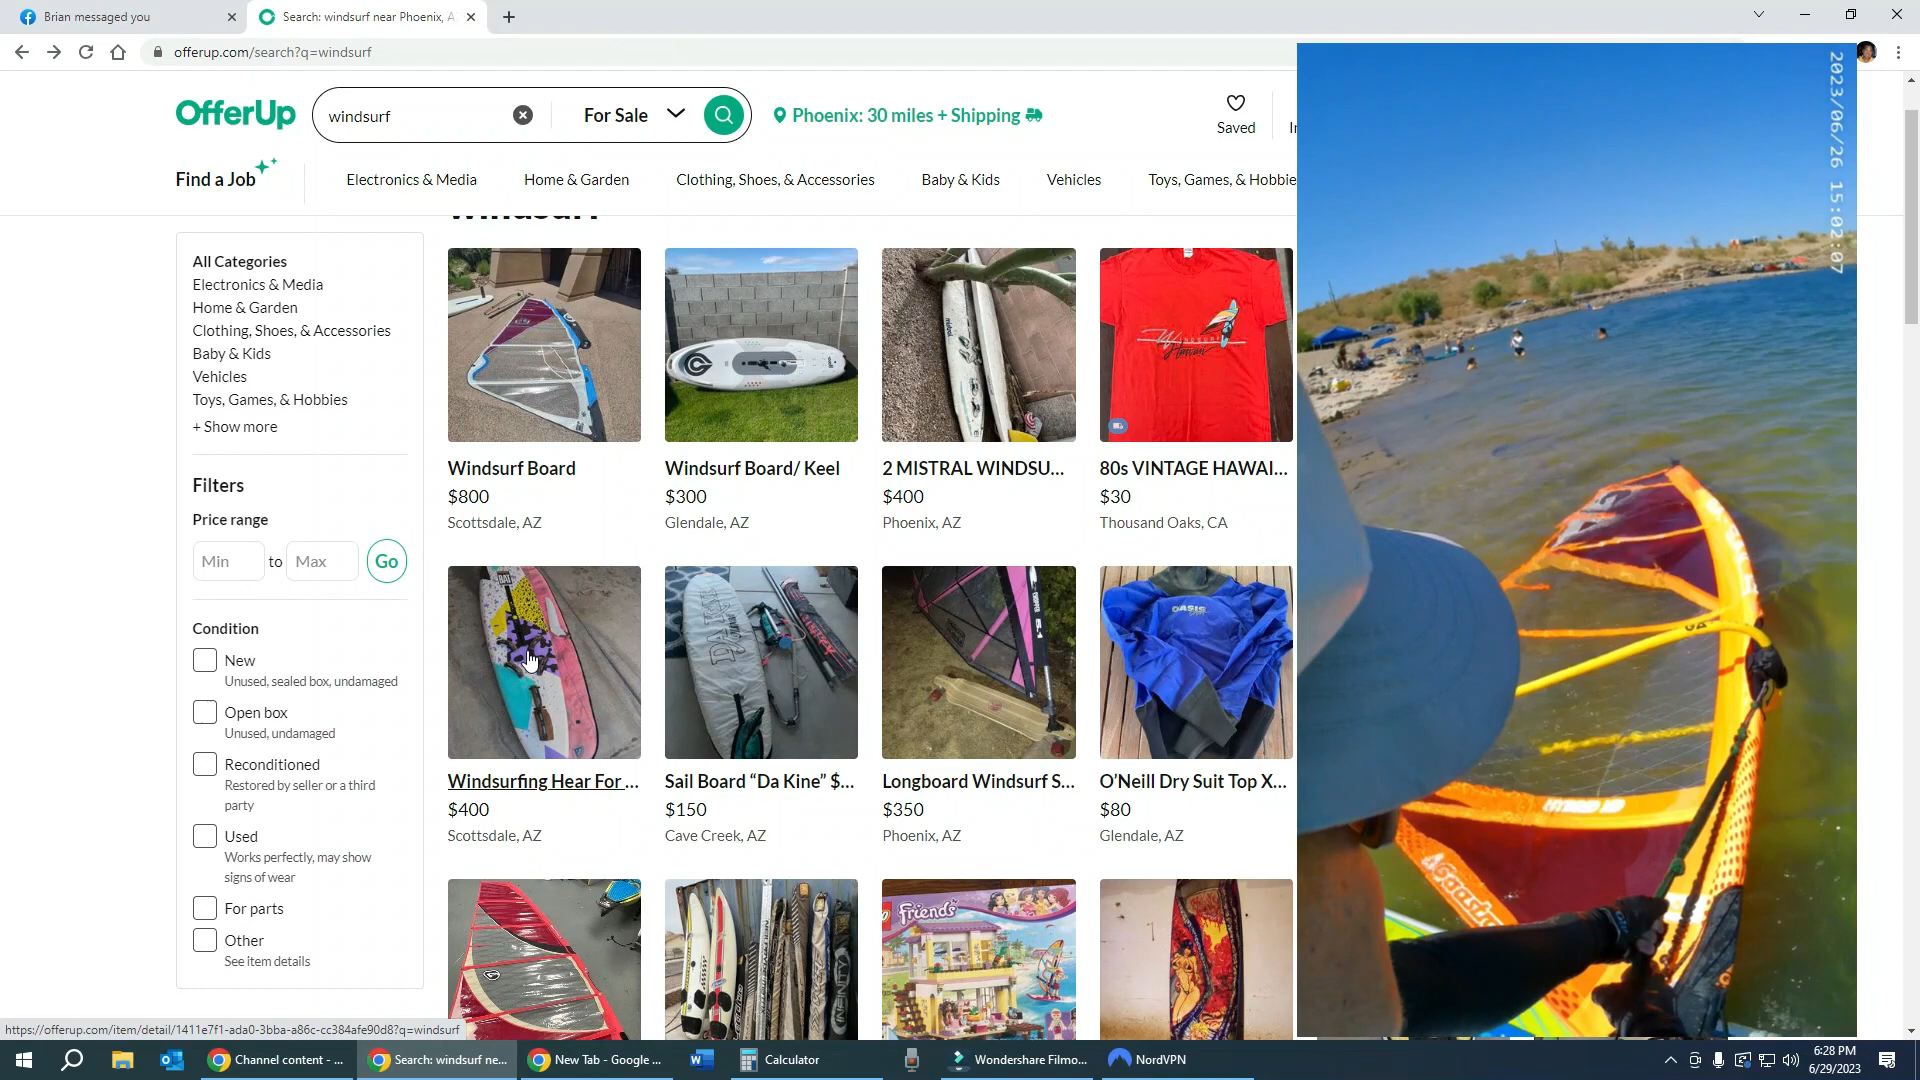 Brian messaged you
Search: windsurf near Phoenix, A
offerup.com/search?q=windsurf
OfferUp
windsurf
For Sale
Phoenix: 30 miles + Shipping
Saved
Find a Job
Electronics & Media
Home & Garden
Clothing, Shoes, & Accessories
Baby & Kids
Vehicles
Toys, Games, & Hobbie
windsurf
All Categories
Electronics & Media
Home & Garden
Clothing, Shoes, & Accessories
Baby & Kids
Vehicles
Toys, Games, & Hobbies
+ Show more
Filters
Price range
Min
to
Max
Go
Condition
New
Unused, sealed box, undamaged
Open box
Unused, undamaged
Reconditioned
Restored by seller or a third
party
Used
Works perfectly, may show
signs of wear
For parts
Other
See item details
Windsurf Board
$800
Scottsdale, AZ
Windsurf Board/ Keel
$300
Glendale, AZ
2 MISTRAL WINDSU...
$400
Phoenix, AZ
80s VINTAGE HAWAI...
$30
Thousand Oaks, CA
Windsurfing Hear For ...
$400
Scottsdale, AZ
Sail Board “Da Kine” $...
$150
Cave Creek, AZ
Longboard Windsurf S...
$350
Phoenix, AZ
O’Neill Dry Suit Top X...
$80
Glendale, AZ
OASIS
Friends
2023/06/26 15:02:07
HYBRID HD
https://offerup.com/item/detail/1411e7f1-ada0-3bba-a86c-cc384afe90d8?q=windsurf
Channel content - ...
Search: windsurf ne...
New Tab - Google ...
Calculator
Wondershare Filmo...
NordVPN
6:28 PM
6/29/2023